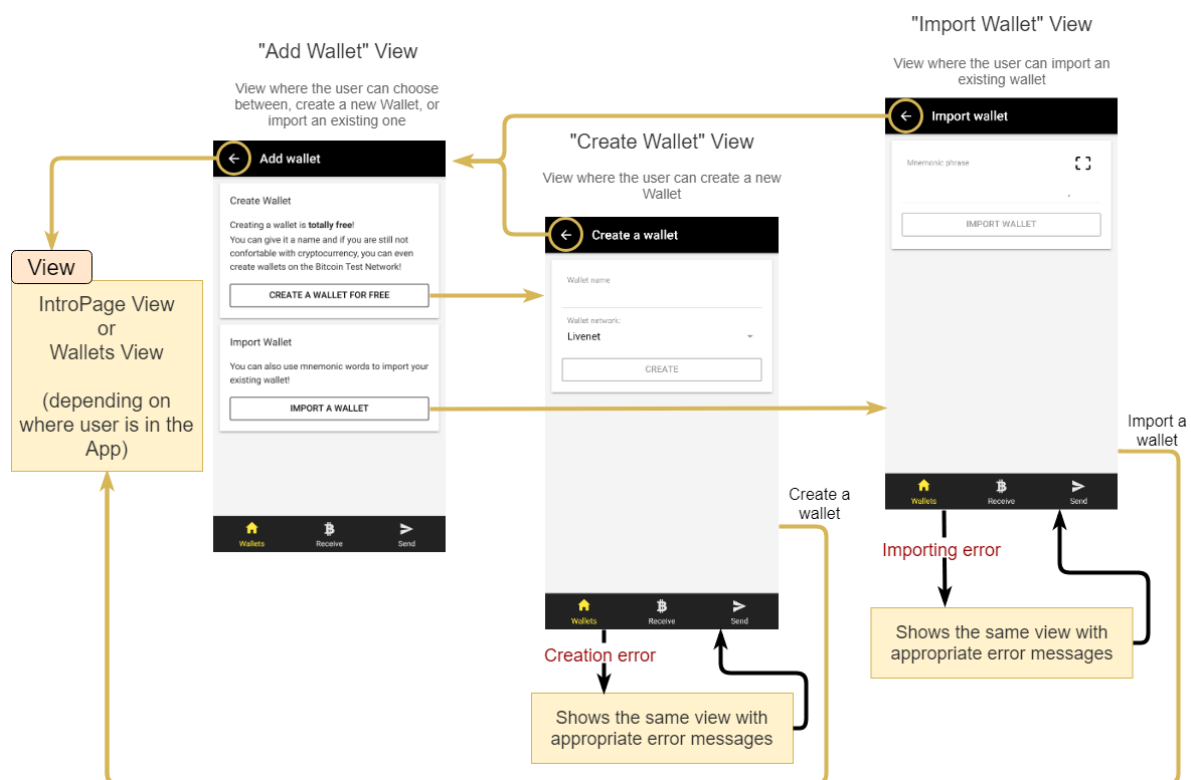 "Import Wallet" View
View where the user can import an
existing wallet
"Add Wallet" View
View where the user can choose
between, create a new Wallet, or
import an existing one
"Create Wallet" View
View where the user can create a new
Wallet
Add wallet
Create Wallet
Creating a wallet is totally free!
You can give it a name and if you are still not
confortable with cryptocurrency, you can even
create wallets on the Bitcoin Test Network!
CREATE A WALLET FOR FREE
Import Wallet
You can also use mnemonic words to import your
existing wallet!
IMPORT A WALLET
Wallets
Receive
Send
Create a wallet
Wallet name
Wallet network:
Livenet
CREATE
Wallets
Receive
Send
Import wallet
Mnemonic phrase
IMPORT WALLET
Wallets
Receive
Send
View
IntroPage View
or
Wallets View
(depending on
where user is in the
App)
Create a
wallet
Import a
wallet
Creation error
Shows the same view with
appropriate error messages
Importing error
Shows the same view with
appropriate error messages